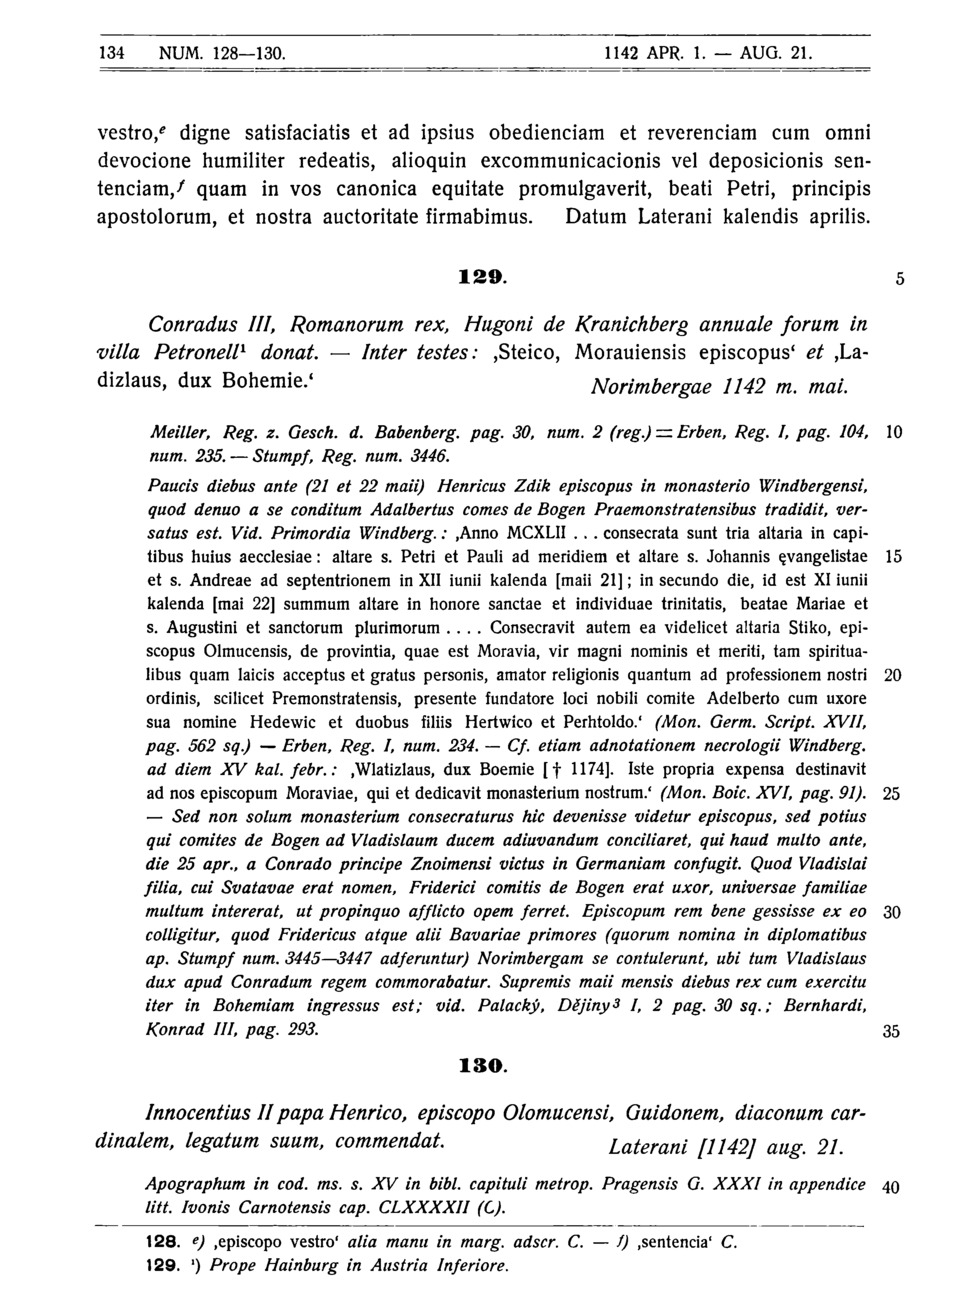 134 NUM. 128—130. 1142 APR. 1. — AUG. 21.
vestro,ᵉ digne satisfaciatis et ad ipsius obedienciam et reverenciam cum omni
devocione humiliter redeatis, alioquin excommunicacionis vel deposicionis sen-
tenciam,ᶠ quam in vos canonica equitate promulgaverit, beati Petri, principis
apostolorum, et nostra auctoritate firmabimus. Datum Laterani kalendis aprilis.
129. 5
Conradus III, Romanorum rex, Hugoni de Kranichberg annuale forum in
villa Petronell¹ donat. — Inter testes: ‚Steico, Morauiensis episcopus‘ et ‚La-
dizlaus, dux Bohemie.‘ Norimbergae 1142 m. mai.
Meiller, Reg. z. Gesch. d. Babenberg. pag. 30, num. 2 (reg.) = Erben, Reg. I, pag. 104, 10
num. 235. — Stumpf, Reg. num. 3446.
Paucis diebus ante (21 et 22 maii) Henricus Zdik episcopus in monasterio Windbergensi,
quod denuo a se conditum Adalbertus comes de Bogen Praemonstratensibus tradidit, ver-
satus est. Vid. Primordia Windberg.: ‚Anno MCXLII . . . consecrata sunt tria altaria in capi-
tibus huius aecclesiae: altare s. Petri et Pauli ad meridiem et altare s. Johannis ęvangelistae 15
et s. Andreae ad septentrionem in XII iunii kalenda [maii 21]; in secundo die, id est XI iunii
kalenda [mai 22] summum altare in honore sanctae et individuae trinitatis, beatae Mariae et
s. Augustini et sanctorum plurimorum . . . . Consecravit autem ea videlicet altaria Stiko, epi-
scopus Olmucensis, de provintia, quae est Moravia, vir magni nominis et meriti, tam spiritua-
libus quam laicis acceptus et gratus personis, amator religionis quantum ad professionem nostri 20
ordinis, scilicet Premonstratensis, presente fundatore loci nobili comite Adelberto cum uxore
sua nomine Hedewic et duobus filiis Hertwico et Perhtoldo.‘ (Mon. Germ. Script. XVII,
pag. 562 sq.) — Erben, Reg. I, num. 234. — Cf. etiam adnotationem necrologii Windberg.
ad diem XV kal. febr.: ‚Wlatizlaus, dux Boemie [† 1174]. Iste propria expensa destinavit
ad nos episcopum Moraviae, qui et dedicavit monasterium nostrum.‘ (Mon. Boic. XVI, pag. 91). 25
— Sed non solum monasterium consecraturus hic devenisse videtur episcopus, sed potius
qui comites de Bogen ad Vladislaum ducem adiuvandum conciliaret, qui haud multo ante,
die 25 apr., a Conrado principe Znoimensi victus in Germaniam confugit. Quod Vladislai
filia, cui Svatavae erat nomen, Friderici comitis de Bogen erat uxor, universae familiae
multum intererat, ut propinquo afflicto opem ferret. Episcopum rem bene gessisse ex eo 30
colligitur, quod Fridericus atque alii Bavariae primores (quorum nomina in diplomatibus
ap. Stumpf num. 3445—3447 adferuntur) Norimbergam se contulerunt, ubi tum Vladislaus
dux apud Conradum regem commorabatur. Supremis maii mensis diebus rex cum exercitu
iter in Bohemiam ingressus est; vid. Palacký, Dějiny³ I, 2 pag. 30 sq.; Bernhardi,
Konrad III, pag. 293. 35
130.
Innocentius II papa Henrico, episcopo Olomucensi, Guidonem, diaconum car-
dinalem, legatum suum, commendat. Laterani [1142] aug. 21.
Apographum in cod. ms. s. XV in bibl. capituli metrop. Pragensis G. XXXI in appendice 40
litt. Ivonis Carnotensis cap. CLXXXXII (C).
128. ᵉ) ‚episcopo vestro‘ alia manu in marg. adscr. C. — ᶠ) ‚sentencia‘ C.
129. ¹) Prope Hainburg in Austria Inferiore.